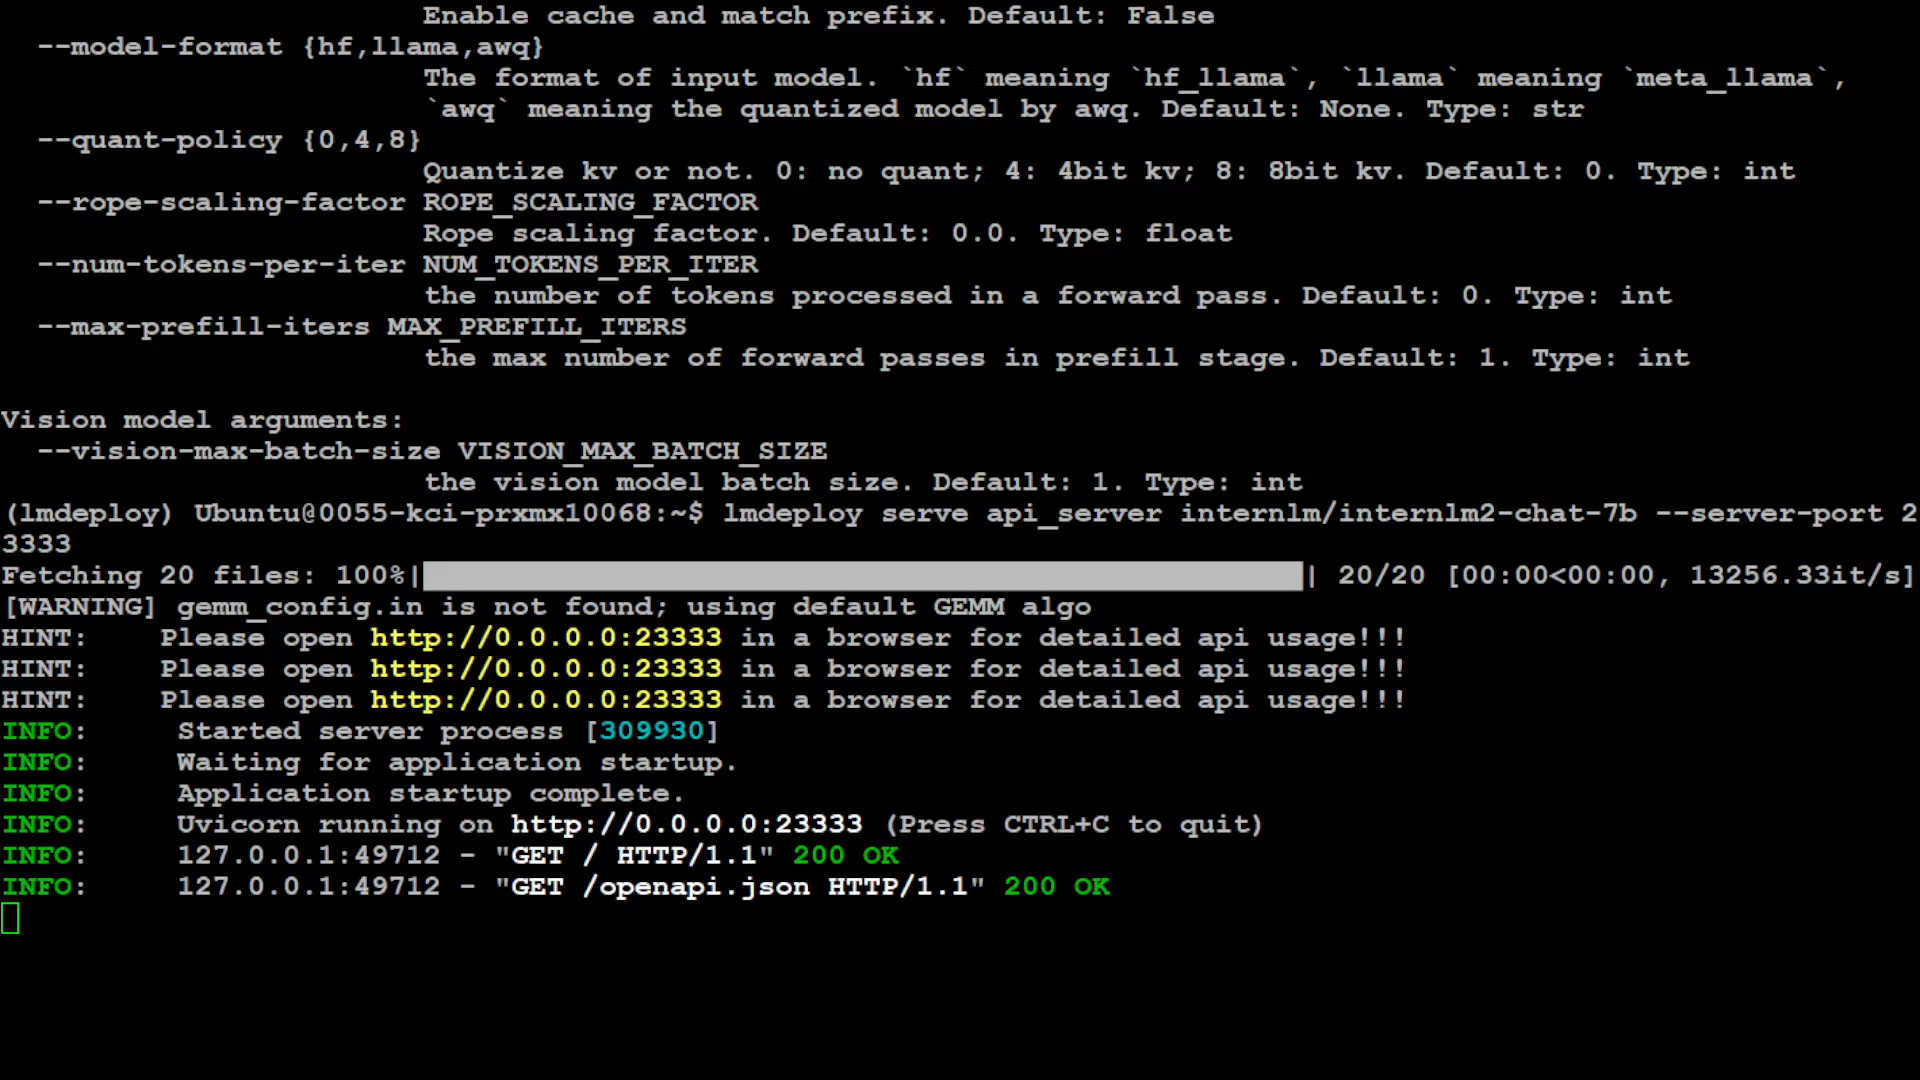 Enable cache and match prefix. Default: False
--model-format {hf,llama,awq}
The format of input model. `hf` meaning `hf_llama`, `llama` meaning `meta_llama`,
`awq` meaning the quantized model by awq. Default: None. Type: str
--quant-policy {0,4,8}
Quantize kv or not. 0: no quant; 4: 4bit kv; 8: 8bit kv. Default: 0. Type: int
--rope-scaling-factor ROPE_SCALING_FACTOR
Rope scaling factor. Default: 0.0. Type: float
--num-tokens-per-iter NUM_TOKENS_PER_ITER
the number of tokens processed in a forward pass. Default: 0. Type: int
--max-prefill-iters MAX_PREFILL_ITERS
the max number of forward passes in prefill stage. Default: 1. Type: int
Vision model arguments:
--vision-max-batch-size VISION_MAX_BATCH_SIZE
the vision model batch size. Default: 1. Type: int
(lmdeploy) Ubuntu@0055-kci-prxmx10068:~$ lmdeploy serve api_server internlm/internlm2-chat-7b --server-port 2
3333
Fetching 20 files: 100%| | 20/20 [00:00<00:00, 13256.33it/s]
[WARNING] gemm_config.in is not found; using default GEMM algo
HINT:    Please open http://0.0.0.0:23333 in a browser for detailed api usage!!!
HINT:    Please open http://0.0.0.0:23333 in a browser for detailed api usage!!!
HINT:    Please open http://0.0.0.0:23333 in a browser for detailed api usage!!!
INFO:     Started server process [309930]
INFO:     Waiting for application startup.
INFO:     Application startup complete.
INFO:     Uvicorn running on http://0.0.0.0:23333 (Press CTRL+C to quit)
INFO:     127.0.0.1:49712 - "GET / HTTP/1.1" 200 OK
INFO:     127.0.0.1:49712 - "GET /openapi.json HTTP/1.1" 200 OK